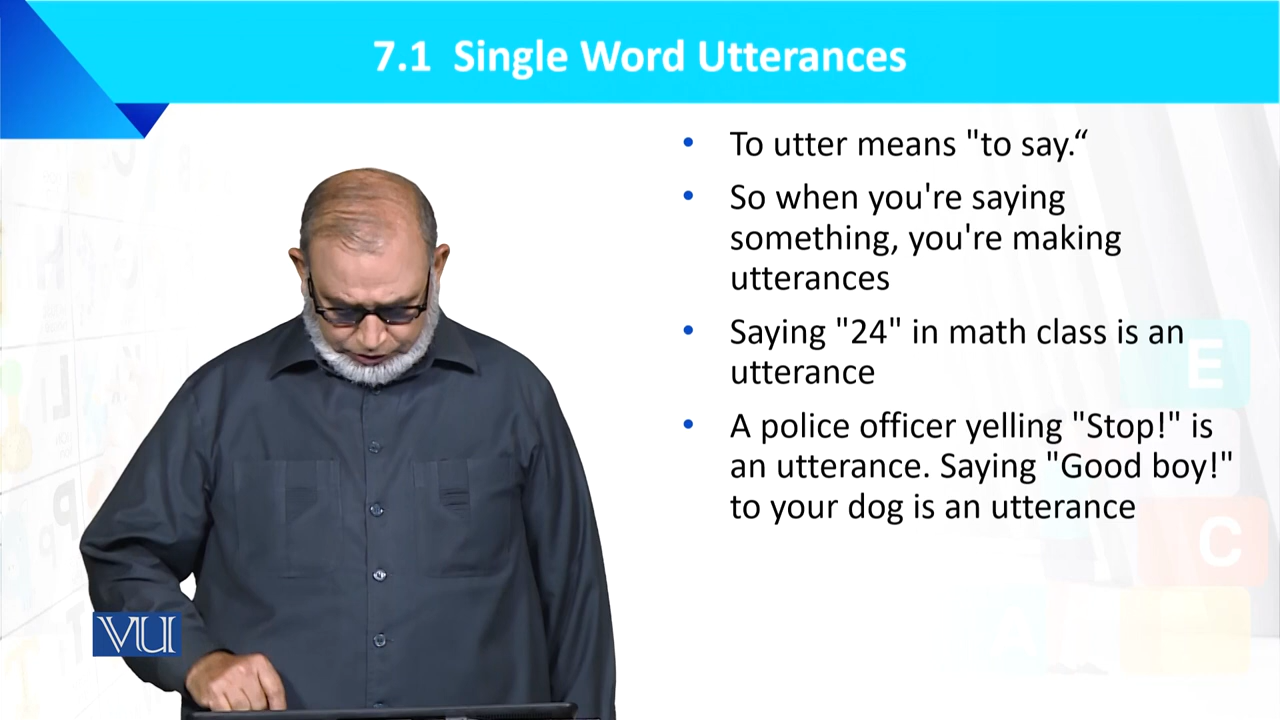 7.1 Single Word Utterances
• To utter means "to say.“
• So when you're saying
something, you're making
utterances
• Saying "24" in math class is an
utterance
• A police officer yelling "Stop!" is
an utterance. Saying "Good boy!"
to your dog is an utterance
VU
E
C
A